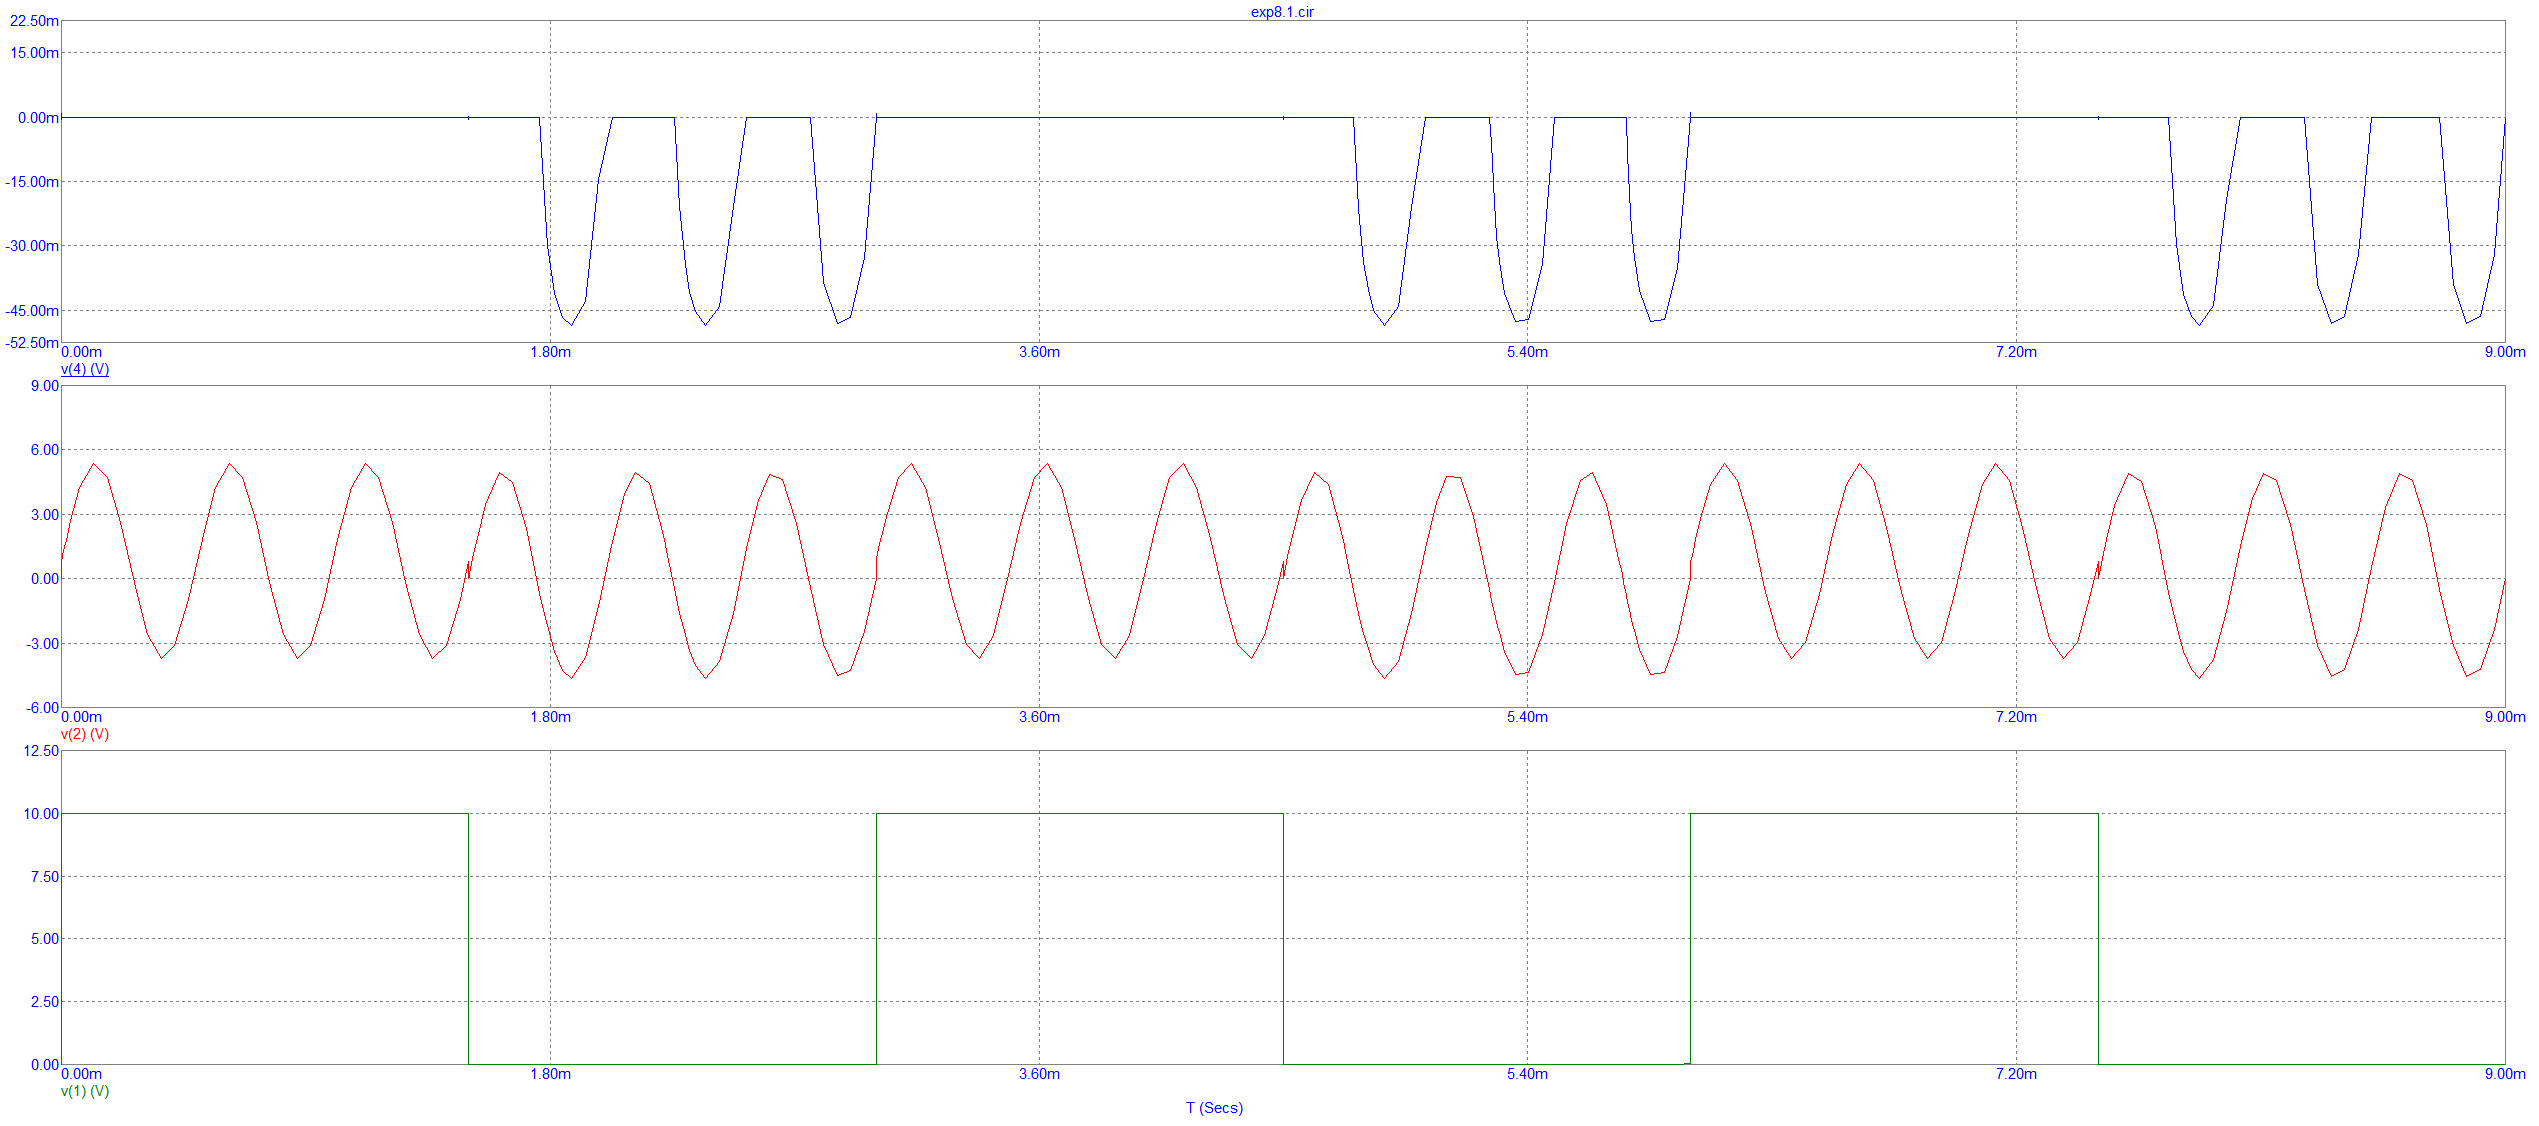 exp8.1.cir
22.50m
15.00m
0.00m
-15.00m
-30.00m
-45.00m
-52.50m
0.00m 1.80m 3.60m 5.40m 7.20m 9.00m
v(4) (V)
9.00
6.00
3.00
0.00
-3.00
-6.00
0.00m 1.80m 3.60m 5.40m 7.20m 9.00m
v(2) (V)
12.50
10.00
7.50
5.00
2.50
0.00
0.00m 1.80m 3.60m 5.40m 7.20m 9.00m
v(1) (V)
T (Secs)